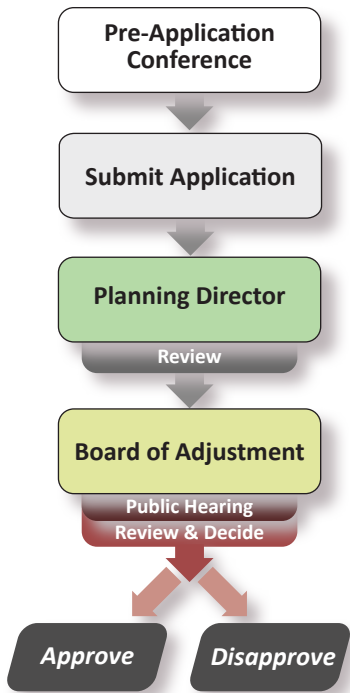 Pre-Application
Conference
Submit Application
Planning Director
Review
Board of Adjustment
Public Hearing
Review & Decide
Approve
Disapprove